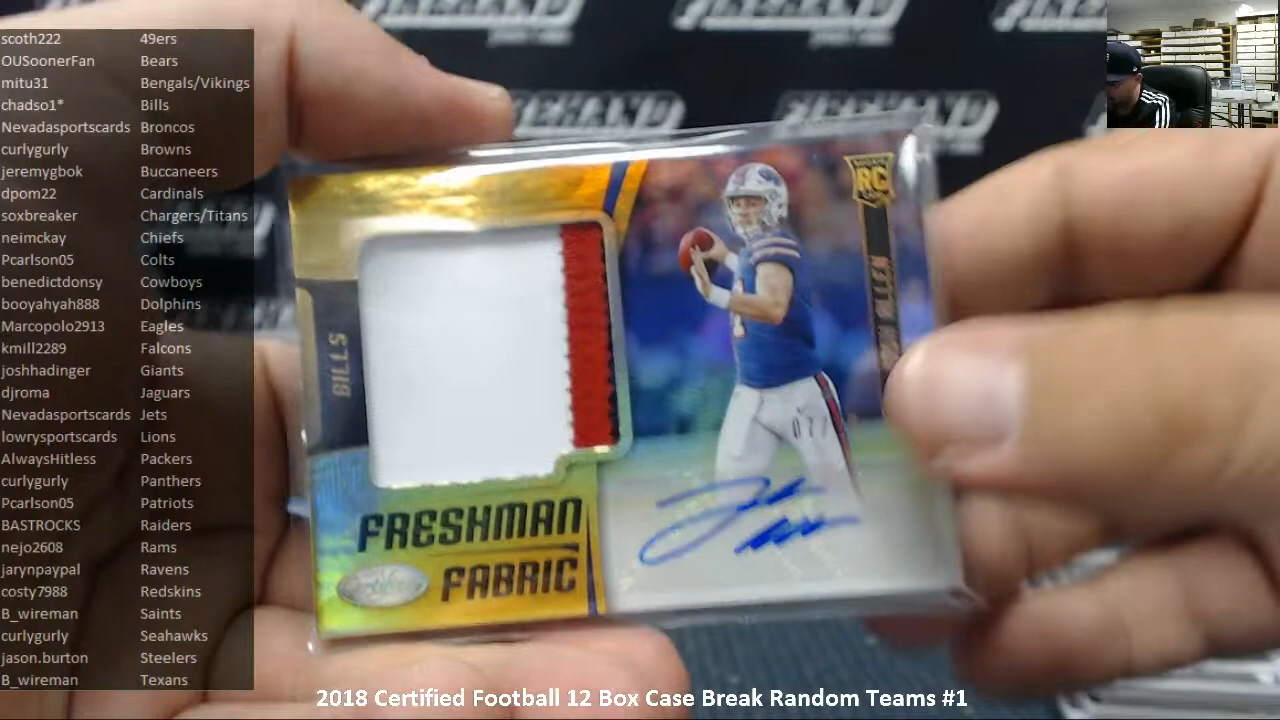 scoth222 49ers
OUSoonerFan Bears
mitu31 Bengals/Vikings
chadso1* Bills
Nevadasportscards Broncos
curlygurly Browns
jeremygbok Buccaneers
dpom22 Cardinals
soxbreaker Chargers/Titans
neimckay Chiefs
Pcarlson05 Colts
benedictdonsy Cowboys
booyahyah888 Dolphins
Marcopolo2913 Eagles
kmill2289 Falcons
joshhadinger Giants
djroma Jaguars
Nevadasportscards Jets
lowrysportscards Lions
AlwaysHitless Packers
curlygurly Panthers
Pcarlson05 Patriots
BASTROCKS Raiders
nejo2608 Rams
jarynpaypal Ravens
costy7988 Redskins
B_wireman Saints
curlygurly Seahawks
jason.burton Steelers
B_wireman Texans
FIREHAND
RC
ALLEN
BILLS
FRESHMAN
FABRIC
Certified
2018 Certified Football 12 Box Case Break Random Teams #1